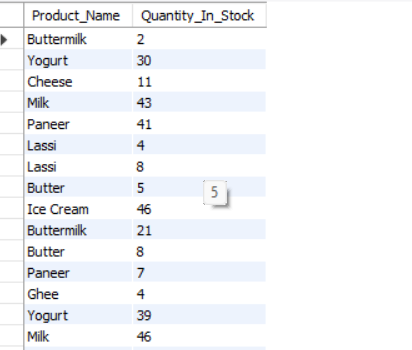 Product_Name Quantity_In_Stock
Buttermilk 2
Yogurt 30
Cheese 11
Milk 43
Paneer 41
Lassi 4
Lassi 8
Butter 5 5
Ice Cream 46
Buttermilk 21
Butter 8
Paneer 7
Ghee 4
Yogurt 39
Milk 46